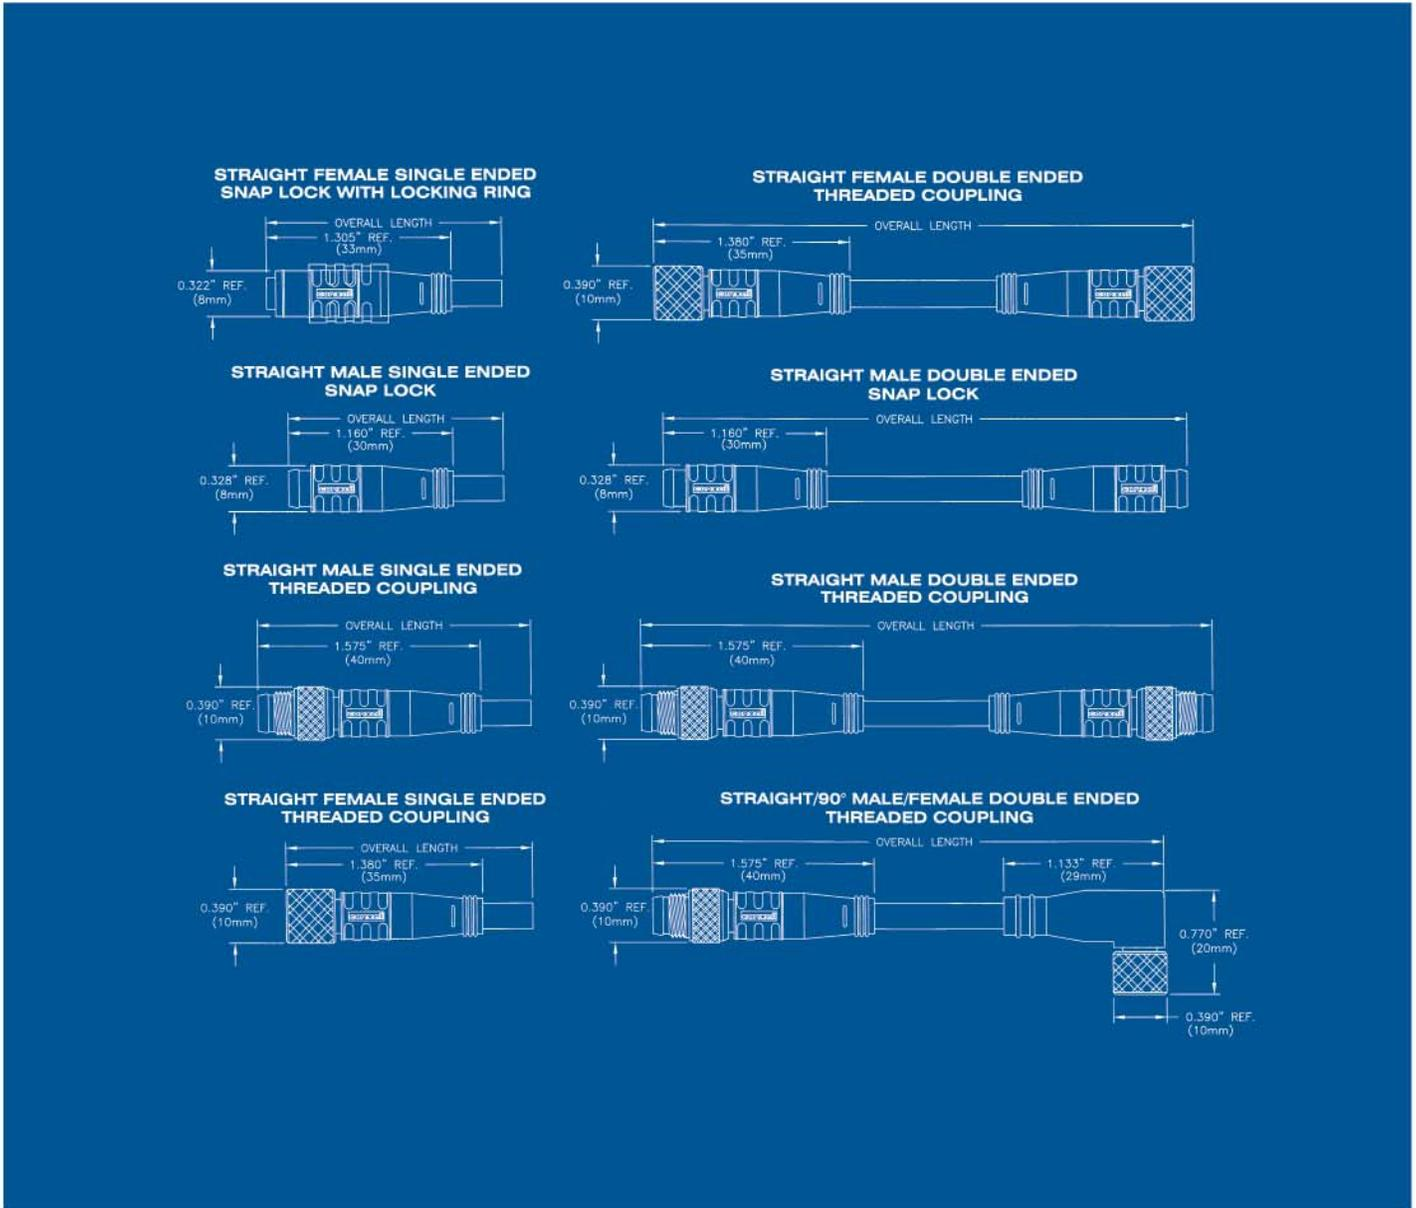 STRAIGHT FEMALE SINGLE ENDED
SNAP LOCK WITH LOCKING RING
OVERALL LENGTH
1.305" REF.
(33mm)
0.322" REF.
(8mm)
STRAIGHT FEMALE DOUBLE ENDED
THREADED COUPLING
OVERALL LENGTH
1.380" REF.
(35mm)
0.390" REF.
(10mm)
STRAIGHT MALE SINGLE ENDED
SNAP LOCK
OVERALL LENGTH
1.160" REF.
(30mm)
0.328" REF.
(8mm)
STRAIGHT MALE DOUBLE ENDED
SNAP LOCK
OVERALL LENGTH
1.160" REF.
(30mm)
0.328" REF.
(8mm)
STRAIGHT MALE SINGLE ENDED
THREADED COUPLING
OVERALL LENGTH
1.575" REF.
(40mm)
0.390" REF.
(10mm)
STRAIGHT MALE DOUBLE ENDED
THREADED COUPLING
OVERALL LENGTH
1.575" REF.
(40mm)
0.390" REF.
(10mm)
STRAIGHT FEMALE SINGLE ENDED
THREADED COUPLING
OVERALL LENGTH
1.380" REF.
(35mm)
0.390" REF.
(10mm)
STRAIGHT/90° MALE/FEMALE DOUBLE ENDED
THREADED COUPLING
OVERALL LENGTH
1.575" REF.
(40mm)
1.133" REF.
(29mm)
0.390" REF.
(10mm)
0.770" REF.
(20mm)
0.390" REF.
(10mm)